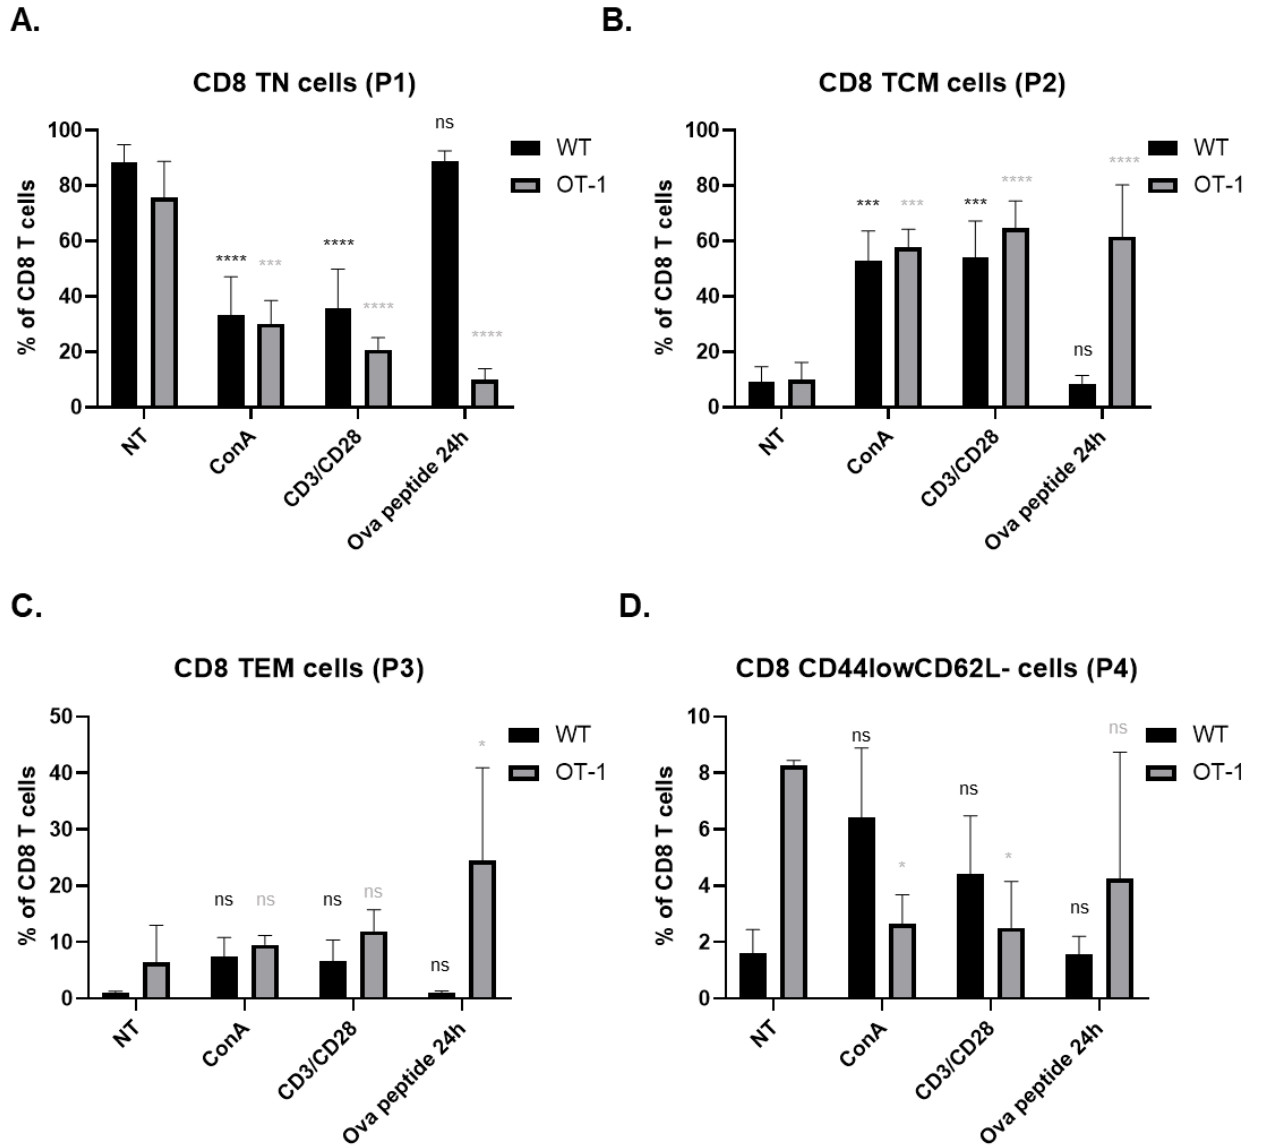 A.
CD8 TN cells (P1)
% of CD8 T cells
100
80
60
40
20
0
****
***
****
****
ns
****
WT
OT-1
NT
ConA
CD3/CD28
Ova peptide 24h
B.
CD8 TCM cells (P2)
% of CD8 T cells
100
80
60
40
20
0
***
***
***
****
ns
****
WT
OT-1
NT
ConA
CD3/CD28
Ova peptide 24h
C.
CD8 TEM cells (P3)
% of CD8 T cells
50
40
30
20
10
0
ns
ns
ns
ns
ns
*
WT
OT-1
NT
ConA
CD3/CD28
Ova peptide 24h
D.
CD8 CD44lowCD62L- cells (P4)
% of CD8 T cells
10
8
6
4
2
0
ns
*
ns
*
ns
ns
WT
OT-1
NT
ConA
CD3/CD28
Ova peptide 24h